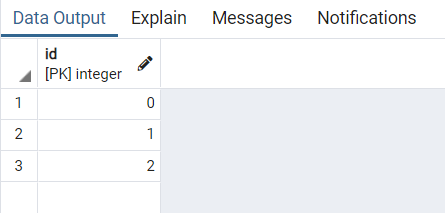 Data Output Explain Messages Notifications
id
[PK] integer
1 0
2 1
3 2